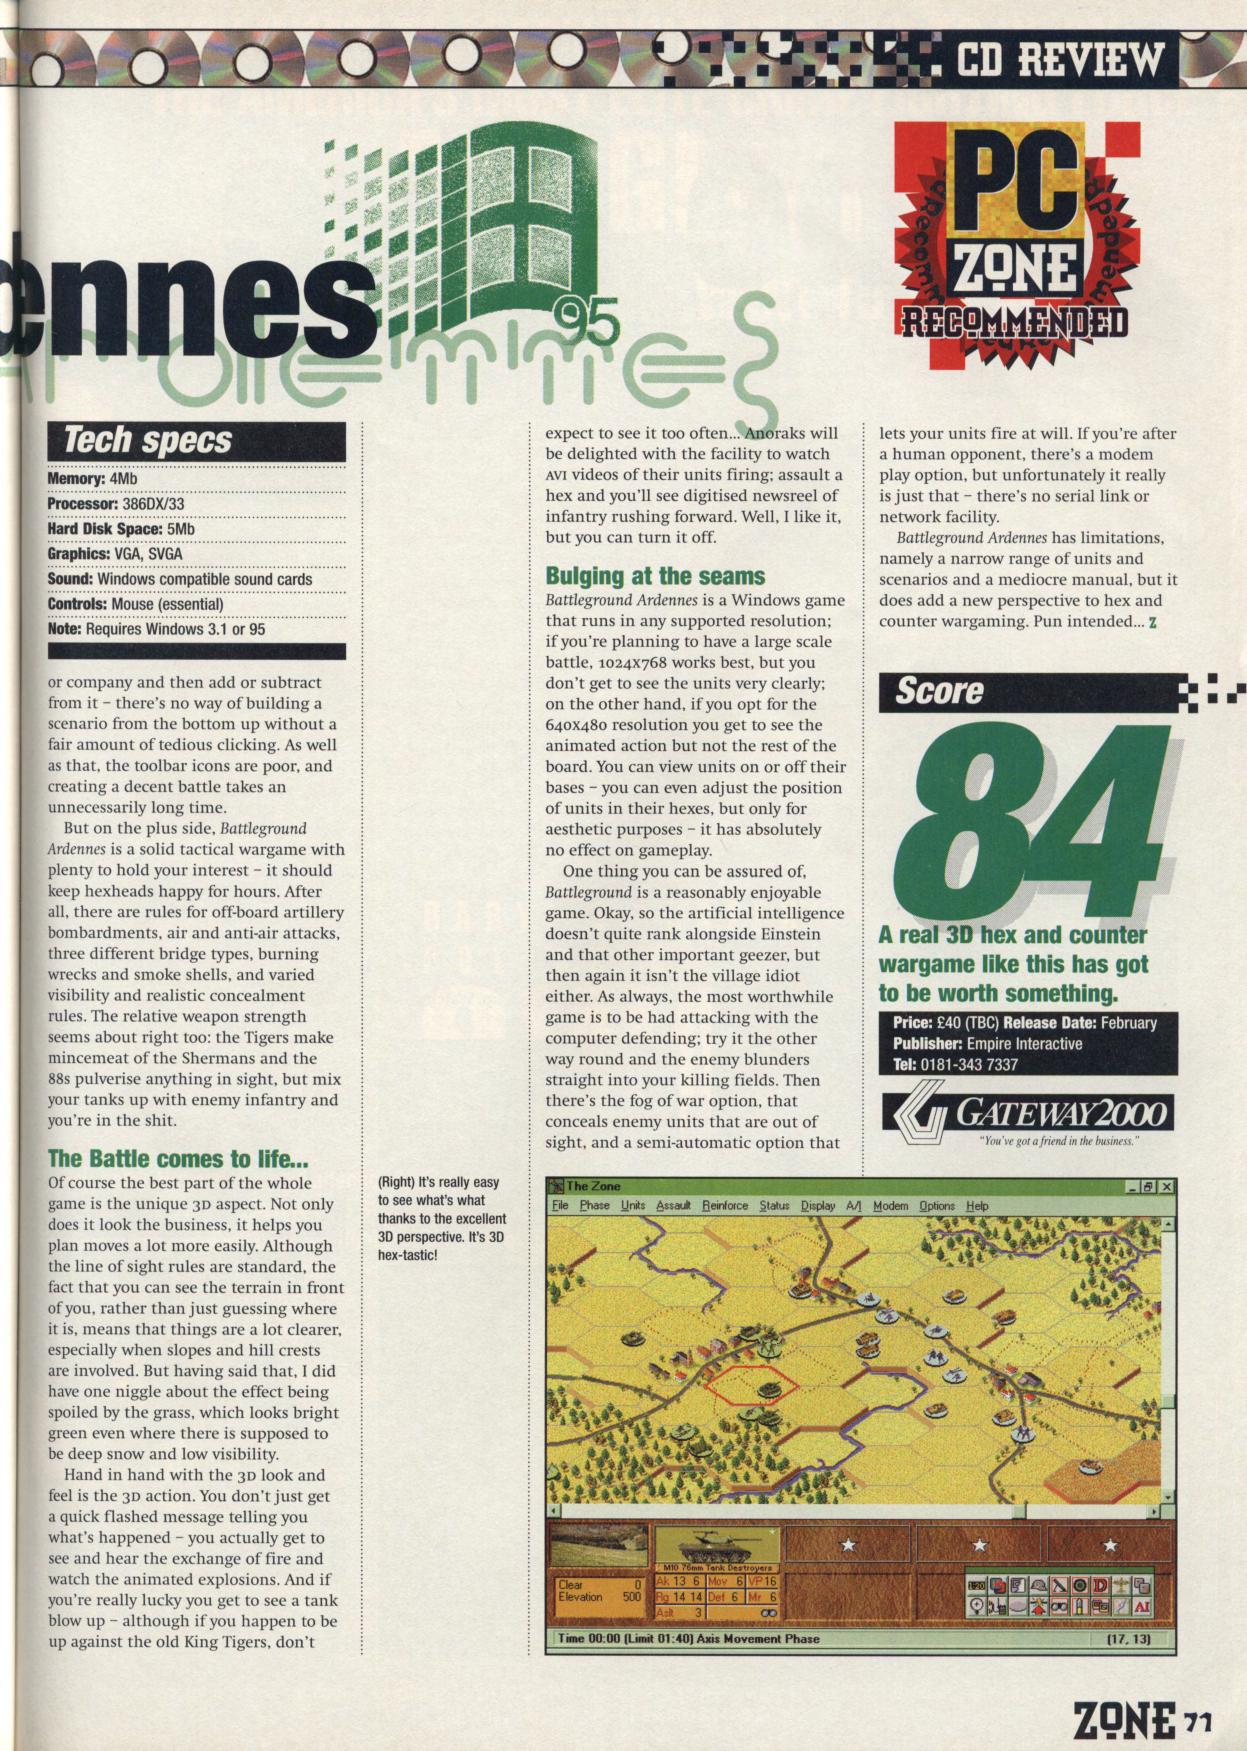 CD REVIEW
ennes
95
PC
ZONE
RECOMMENDED
Tech specs
Memory: 4Mb
Processor: 386DX/33
Hard Disk Space: 5Mb
Graphics: VGA, SVGA
Sound: Windows compatible sound cards
Controls: Mouse (essential)
Note: Requires Windows 3.1 or 95
or company and then add or subtract
from it – there's no way of building a
scenario from the bottom up without a
fair amount of tedious clicking. As well
as that, the toolbar icons are poor, and
creating a decent battle takes an
unnecessarily long time.
But on the plus side, Battleground
Ardennes is a solid tactical wargame with
plenty to hold your interest – it should
keep hexheads happy for hours. After
all, there are rules for off-board artillery
bombardments, air and anti-air attacks,
three different bridge types, burning
wrecks and smoke shells, and varied
visibility and realistic concealment
rules. The relative weapon strength
seems about right too: the Tigers make
mincemeat of the Shermans and the
88s pulverise anything in sight, but mix
your tanks up with enemy infantry and
you're in the shit.
The Battle comes to life...
Of course the best part of the whole
game is the unique 3D aspect. Not only
does it look the business, it helps you
plan moves a lot more easily. Although
the line of sight rules are standard, the
fact that you can see the terrain in front
of you, rather than just guessing where
it is, means that things are a lot clearer,
especially when slopes and hill crests
are involved. But having said that, I did
have one niggle about the effect being
spoiled by the grass, which looks bright
green even where there is supposed to
be deep snow and low visibility.
Hand in hand with the 3D look and
feel is the 3D action. You don't just get
a quick flashed message telling you
what's happened – you actually get to
see and hear the exchange of fire and
watch the animated explosions. And if
you're really lucky you get to see a tank
blow up – although if you happen to be
up against the old King Tigers, don't
(Right) It's really easy
to see what's what
thanks to the excellent
3D perspective. It's 3D
hex-tastic!
expect to see it too often... Anoraks will
be delighted with the facility to watch
AVI videos of their units firing; assault a
hex and you'll see digitised newsreel of
infantry rushing forward. Well, I like it,
but you can turn it off.
Bulging at the seams
Battleground Ardennes is a Windows game
that runs in any supported resolution;
if you're planning to have a large scale
battle, 1024x768 works best, but you
don't get to see the units very clearly;
on the other hand, if you opt for the
640x480 resolution you get to see the
animated action but not the rest of the
board. You can view units on or off their
bases – you can even adjust the position
of units in their hexes, but only for
aesthetic purposes – it has absolutely
no effect on gameplay.
One thing you can be assured of,
Battleground is a reasonably enjoyable
game. Okay, so the artificial intelligence
doesn't quite rank alongside Einstein
and that other important geezer, but
then again it isn't the village idiot
either. As always, the most worthwhile
game is to be had attacking with the
computer defending; try it the other
way round and the enemy blunders
straight into your killing fields. Then
there's the fog of war option, that
conceals enemy units that are out of
sight, and a semi-automatic option that
lets your units fire at will. If you're after
a human opponent, there's a modem
play option, but unfortunately it really
is just that – there's no serial link or
network facility.
Battleground Ardennes has limitations,
namely a narrow range of units and
scenarios and a mediocre manual, but it
does add a new perspective to hex and
counter wargaming. Pun intended... Z
Score
84
A real 3D hex and counter
wargame like this has got
to be worth something.
Price: £40 (TBC) Release Date: February
Publisher: Empire Interactive
Tel: 0181-343 7337
GATEWAY2000
"You've got a friend in the business."
The Zone
File Phase Units Assault Reinforce Status Display A/I Modem Options Help
M10 76mm Tank Destroyers
Clear 0
Elevation 500
Ak 13 6 Mov 6 VP16
Rg 14 14 Def 6 Mr 6
Aslt 3
1:20 D
AI
Time 00:00 (Limit 01:40) Axis Movement Phase (17, 13)
ZONE 71